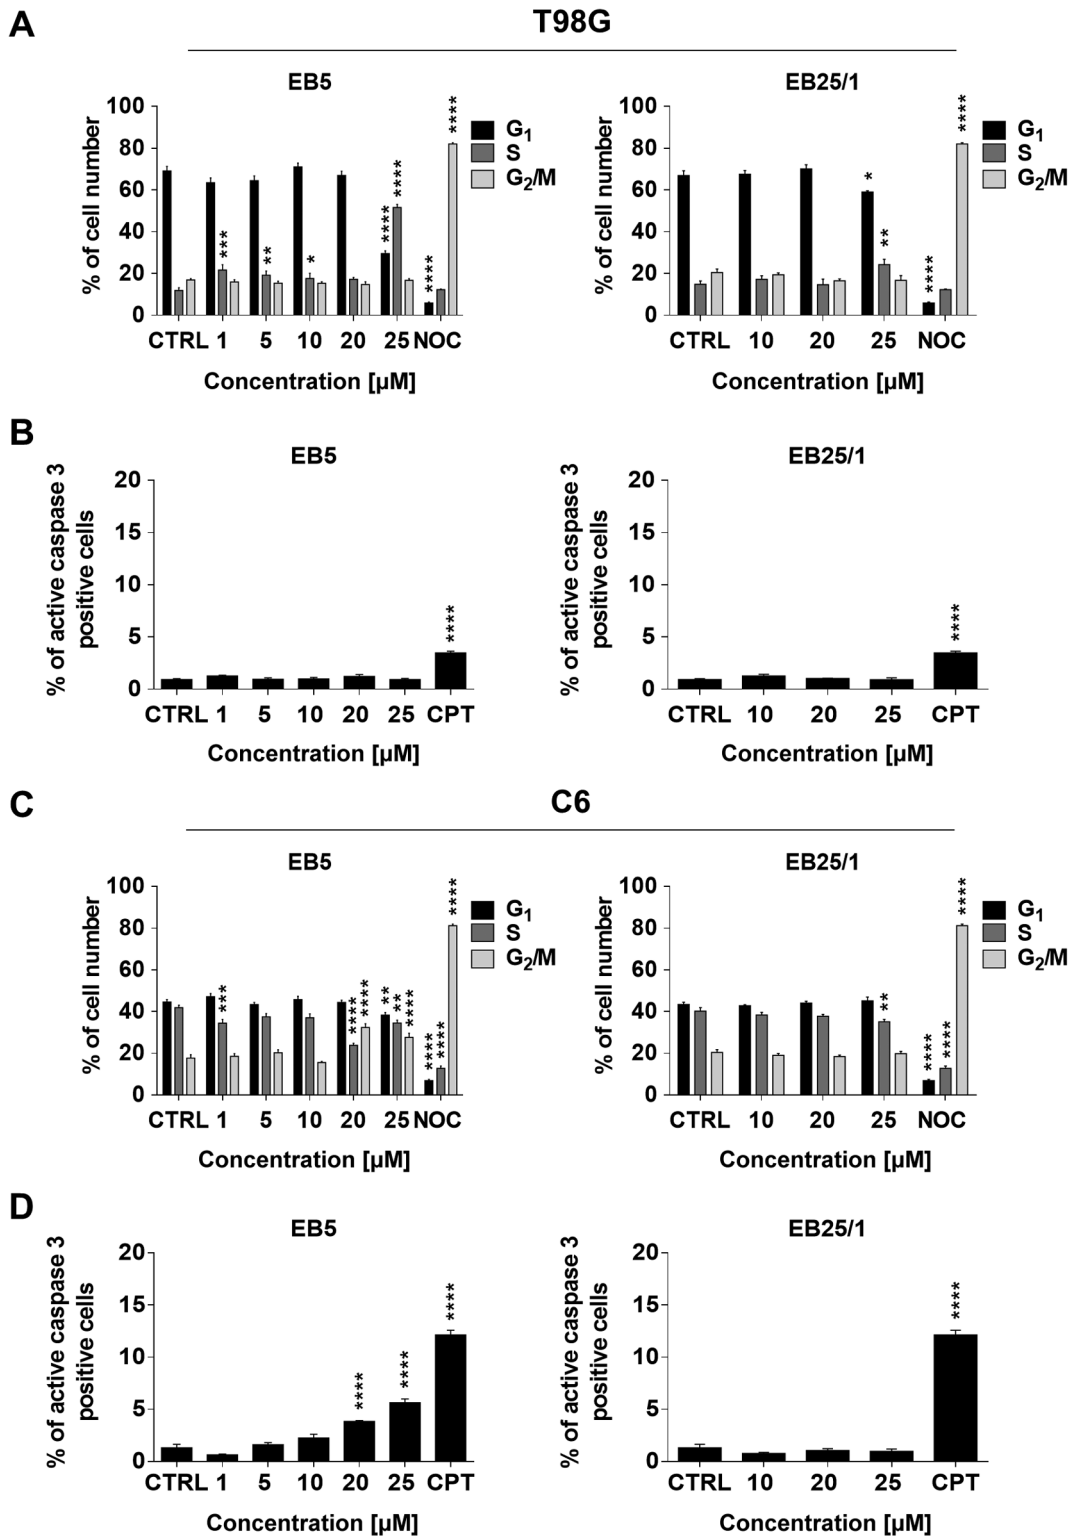 A
T98G
EB5
100
80
60
40
20
0
% of cell number
G1
S
G2/M
*** ** * **** **** **** ****
CTRL 1 5 10 20 25 NOC
Concentration [µM]
EB25/1
100
80
60
40
20
0
% of cell number
G1
S
G2/M
* ** **** ****
CTRL 10 20 25 NOC
Concentration [µM]
B
EB5
20
15
10
5
0
% of active caspase 3
positive cells
****
CTRL 1 5 10 20 25 CPT
Concentration [µM]
EB25/1
20
15
10
5
0
% of active caspase 3
positive cells
****
CTRL 10 20 25 CPT
Concentration [µM]
C
C6
EB5
100
80
60
40
20
0
% of cell number
G1
S
G2/M
*** **** **** ** ** **** **** **** ****
CTRL 1 5 10 20 25 NOC
Concentration [µM]
EB25/1
100
80
60
40
20
0
% of cell number
G1
S
G2/M
** **** **** ****
CTRL 10 20 25 NOC
Concentration [µM]
D
EB5
20
15
10
5
0
% of active caspase 3
positive cells
**** **** ****
CTRL 1 5 10 20 25 CPT
Concentration [µM]
EB25/1
20
15
10
5
0
% of active caspase 3
positive cells
****
CTRL 10 20 25 CPT
Concentration [µM]